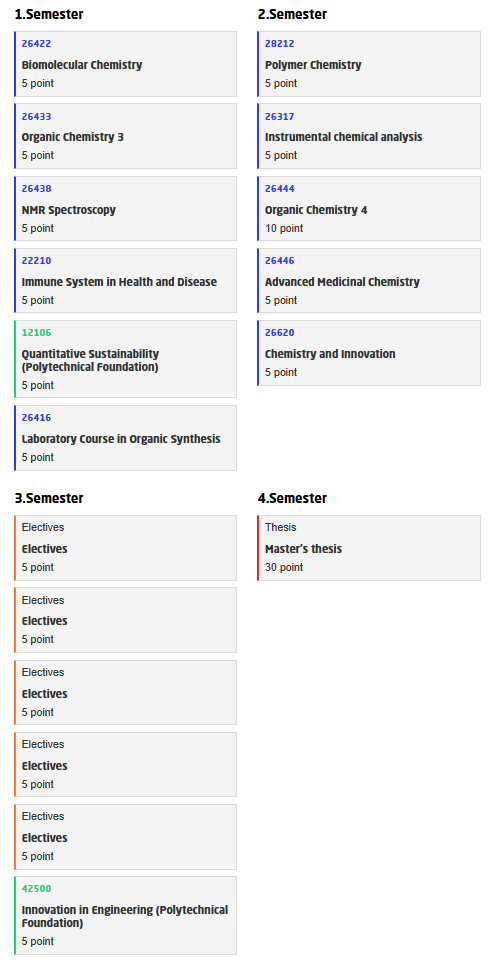 1.Semester
26422
Biomolecular Chemistry
5 point
26433
Organic Chemistry 3
5 point
26438
NMR Spectroscopy
5 point
22210
Immune System in Health and Disease
5 point
12106
Quantitative Sustainability
(Polytechnical Foundation)
5 point
26416
Laboratory Course in Organic Synthesis
5 point
2.Semester
28212
Polymer Chemistry
5 point
26317
Instrumental chemical analysis
5 point
26444
Organic Chemistry 4
10 point
26446
Advanced Medicinal Chemistry
5 point
26620
Chemistry and Innovation
5 point
3.Semester
Electives
Electives
5 point
Electives
Electives
5 point
Electives
Electives
5 point
Electives
Electives
5 point
Electives
Electives
5 point
42500
Innovation in Engineering (Polytechnical
Foundation)
5 point
4.Semester
Thesis
Master's thesis
30 point